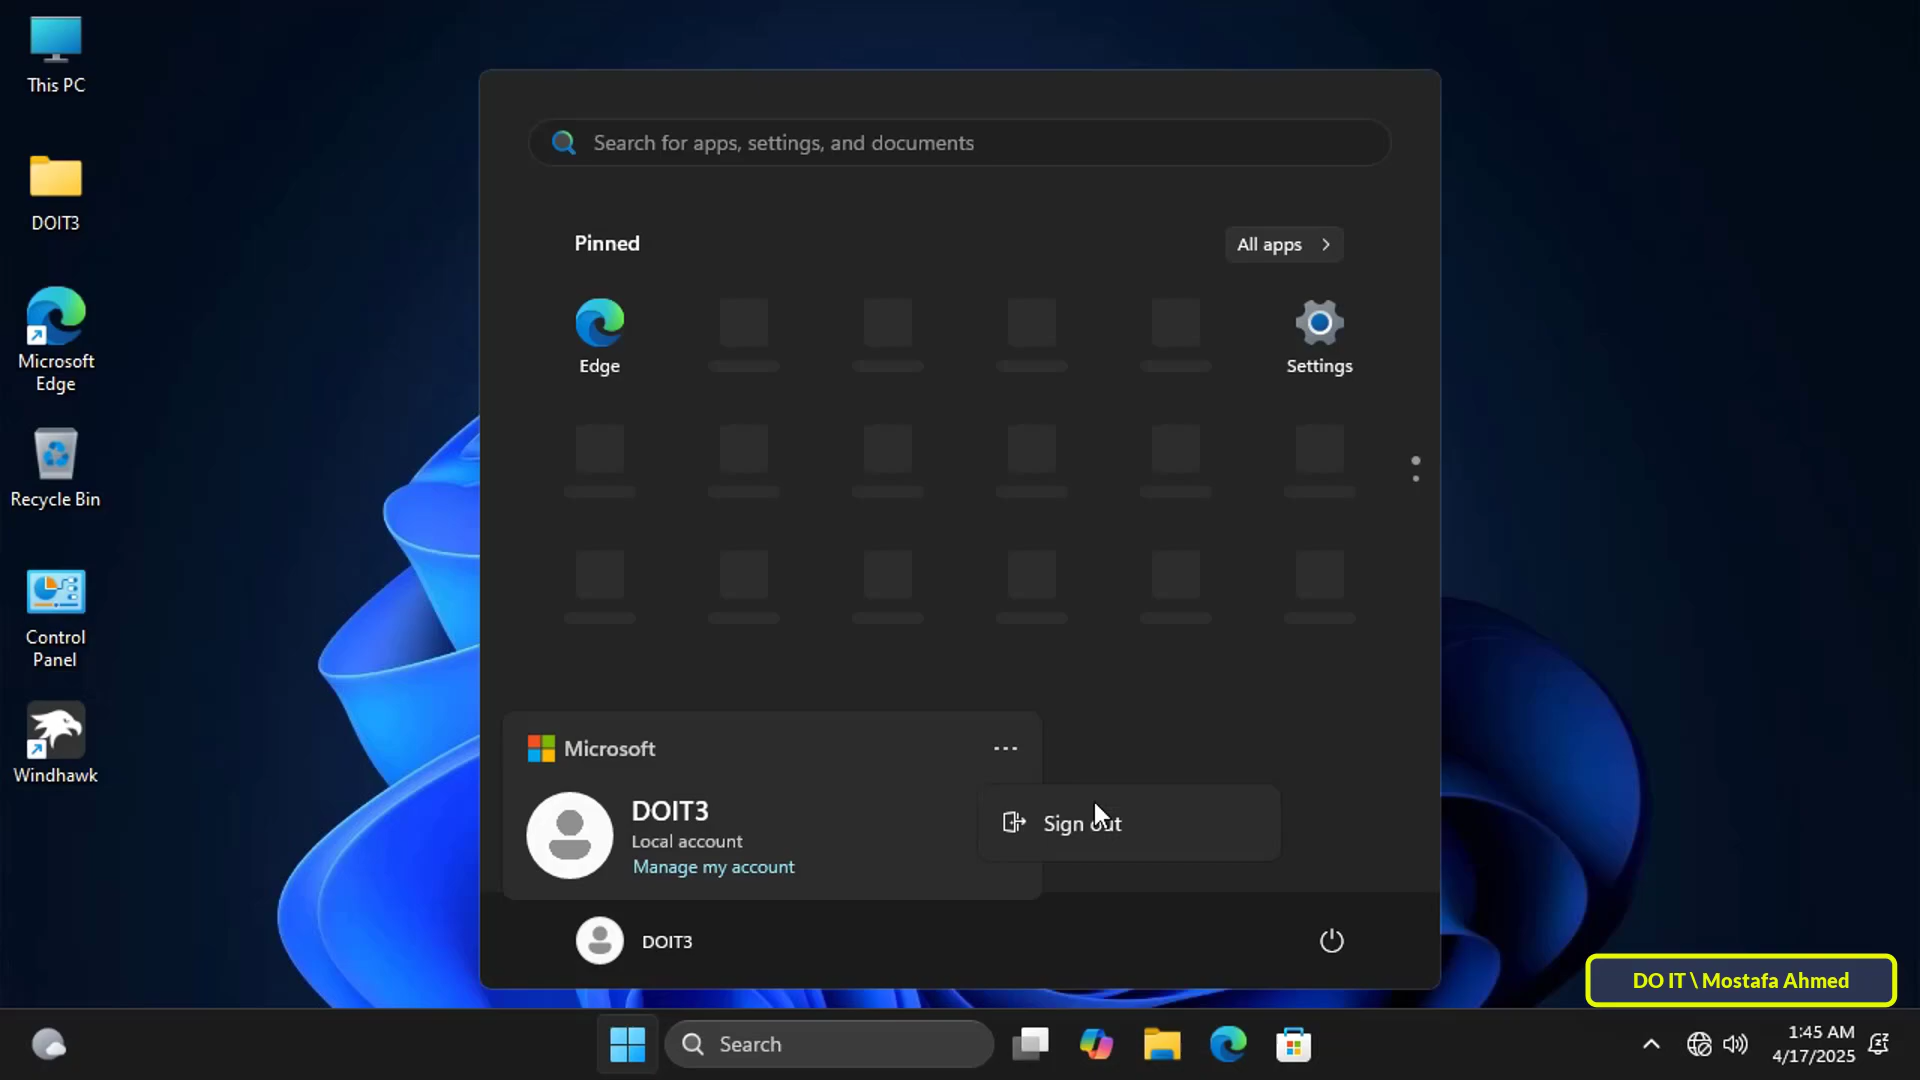 This PC
DOIT3
Microsoft
Edge
Recycle Bin
Control
Panel
Windhawk
Search for apps, settings, and documents
Pinned
All apps
Edge
Settings
Microsoft
DOIT3
Local account
Manage my account
Sign out
DOIT3
DO IT \ Mostafa Ahmed
Search
1:45 AM
4/17/2025